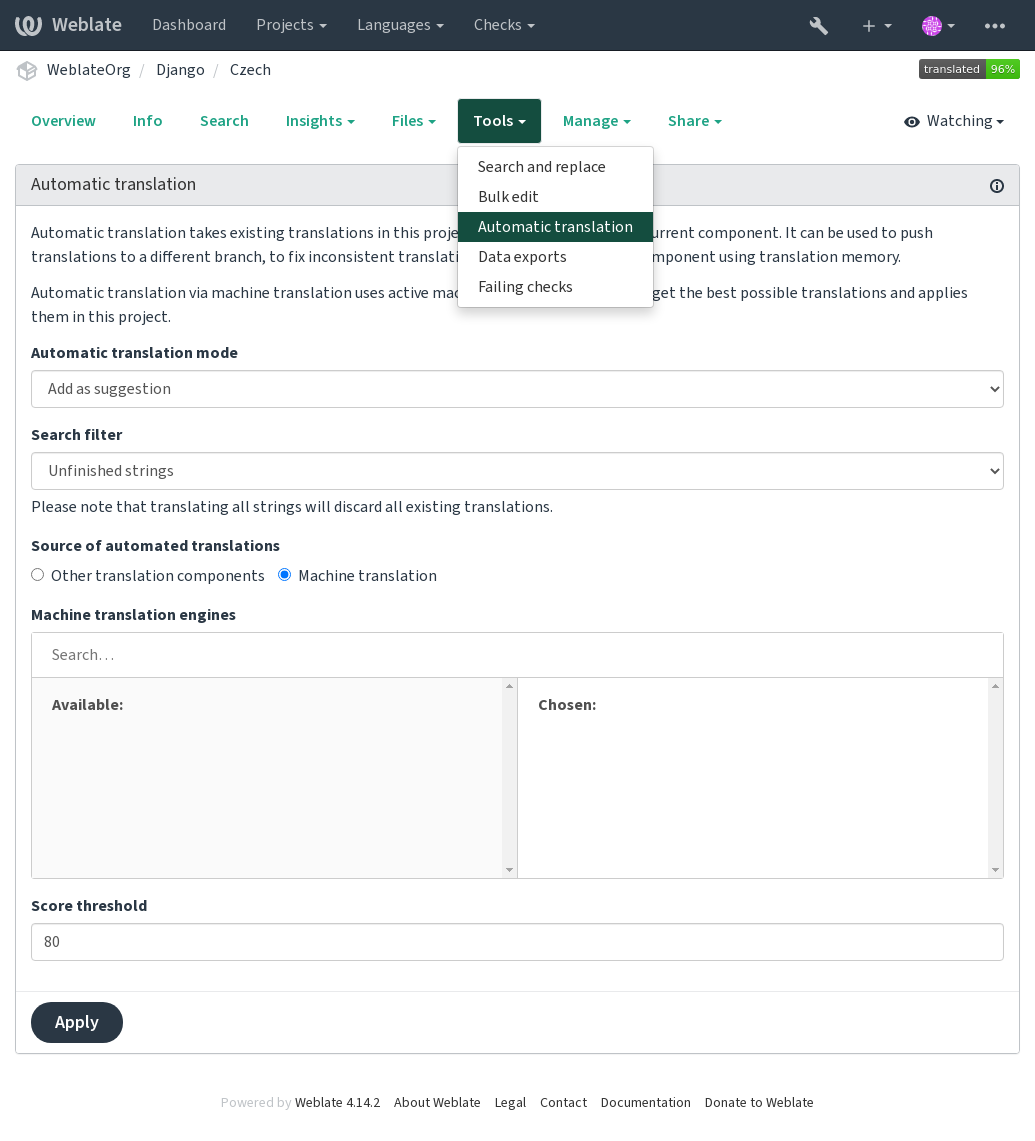 Weblate Dashboard Projects Languages Checks
WeblateOrg / Django / Czech translated 96%
Overview Info Search Insights Files Tools Manage Share Watching
Search and replace
Bulk edit
Automatic translation
Data exports
Failing checks
Automatic translation
Automatic translation takes existing translations in this proje urrent component. It can be used to push
translations to a different branch, to fix inconsistent translati mponent using translation memory.
Automatic translation via machine translation uses active mac get the best possible translations and applies
them in this project.
Automatic translation mode
Add as suggestion
Search filter
Unfinished strings
Please note that translating all strings will discard all existing translations.
Source of automated translations
Other translation components Machine translation
Machine translation engines
Search…
Available: Chosen:
Score threshold
80
Apply
Powered by Weblate 4.14.2 About Weblate Legal Contact Documentation Donate to Weblate